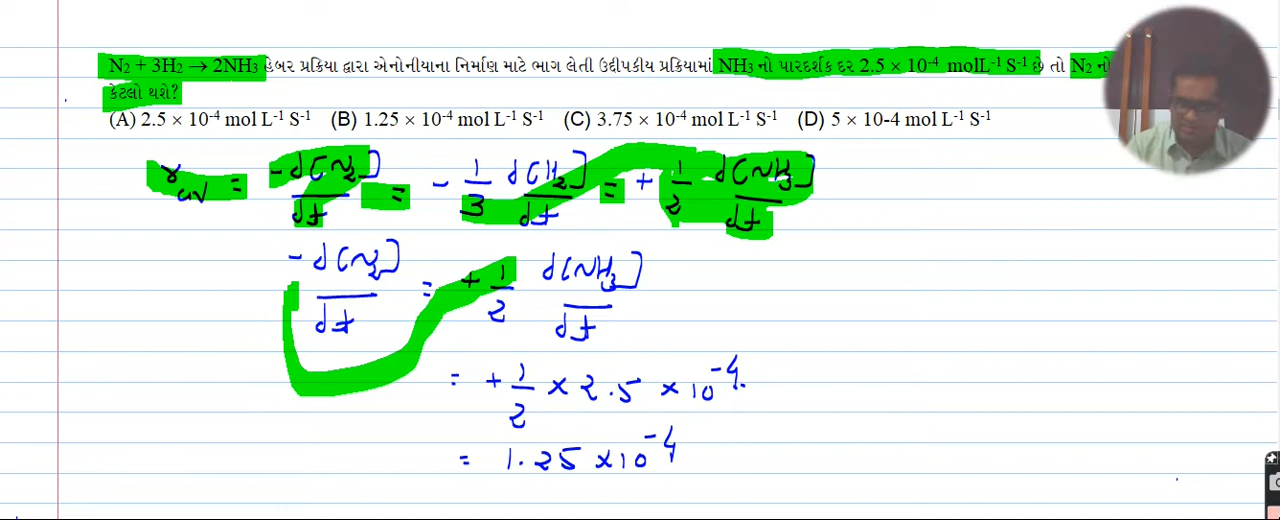 N₂ + 3H₂ → 2NH₃ હેબર પ્રક્રિયા દ્વારા એનોનીયાના નિર્માણ માટે ભાગ લેતી ઉદ્દીપકીય પ્રક્રિયામાં NH₃ નો પારદર્શક દર 2.5 × 10⁻⁴ molL⁻¹ S⁻¹ છે તો N₂ નો
કેટલો થશે?
(A) 2.5 × 10⁻⁴ mol L⁻¹ S⁻¹ (B) 1.25 × 10⁻⁴ mol L⁻¹ S⁻¹ (C) 3.75 × 10⁻⁴ mol L⁻¹ S⁻¹ (D) 5 × 10-4 mol L⁻¹ S⁻¹
r_av = -d[N₂]/dt = - 1/3 d[H₂]/dt = + 1/2 d[NH₃]/dt
-d[N₂]/dt = + 1/2 d[NH₃]/dt
= + 1/2 × 2.5 × 10⁻⁴
= 1.25 × 10⁻⁴